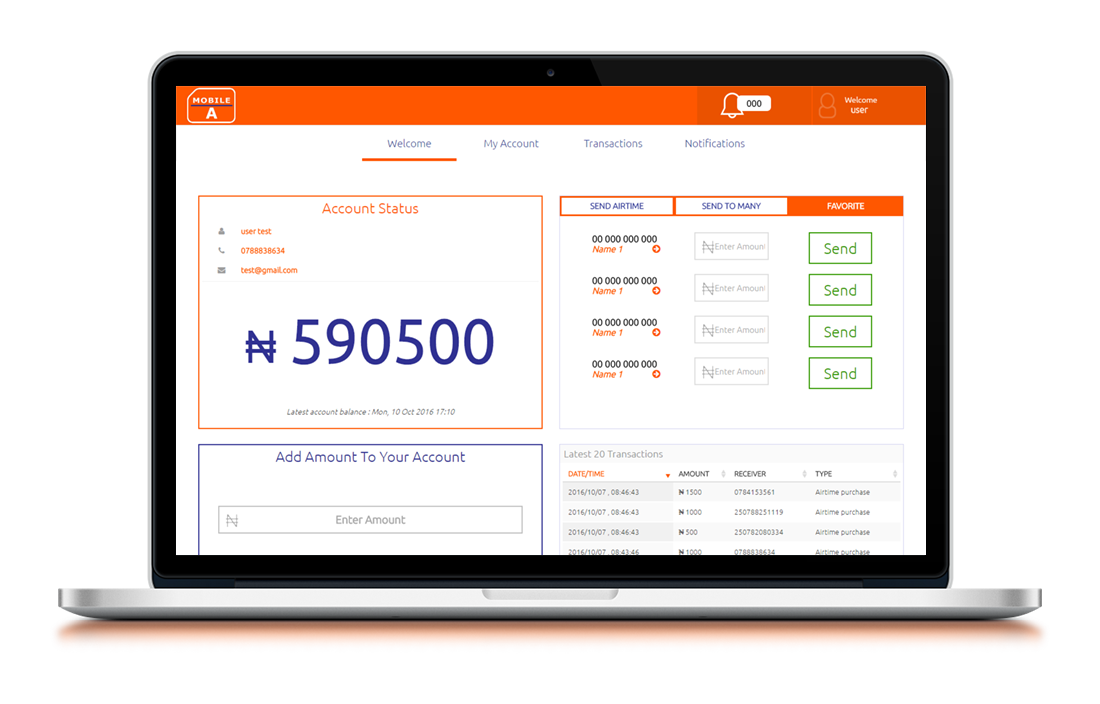 MOBILE
A
000
Welcome
user
Welcome
My Account
Transactions
Notifications
Account Status
user test
0788838634
test@gmail.com
₦ 590500
Latest account balance : Mon, 10 Oct 2016 17:10
SEND AIRTIME
SEND TO MANY
FAVORITE
00 000 000 000
Name 1
₦ Enter Amount
Send
00 000 000 000
Name 1
₦ Enter Amount
Send
00 000 000 000
Name 1
₦ Enter Amount
Send
00 000 000 000
Name 1
₦ Enter Amount
Send
Add Amount To Your Account
₦ Enter Amount
Latest 20 Transactions
DATE/TIME AMOUNT RECEIVER TYPE
2016/10/07 , 08:46:43 ₦ 1500 0784153561 Airtime purchase
2016/10/07 , 08:46:43 ₦ 1000 250788251119 Airtime purchase
2016/10/07 , 08:46:43 ₦ 500 250782080334 Airtime purchase
2016/10/07 , 08:43:46 ₦ 1000 0788838634 Airtime purchase